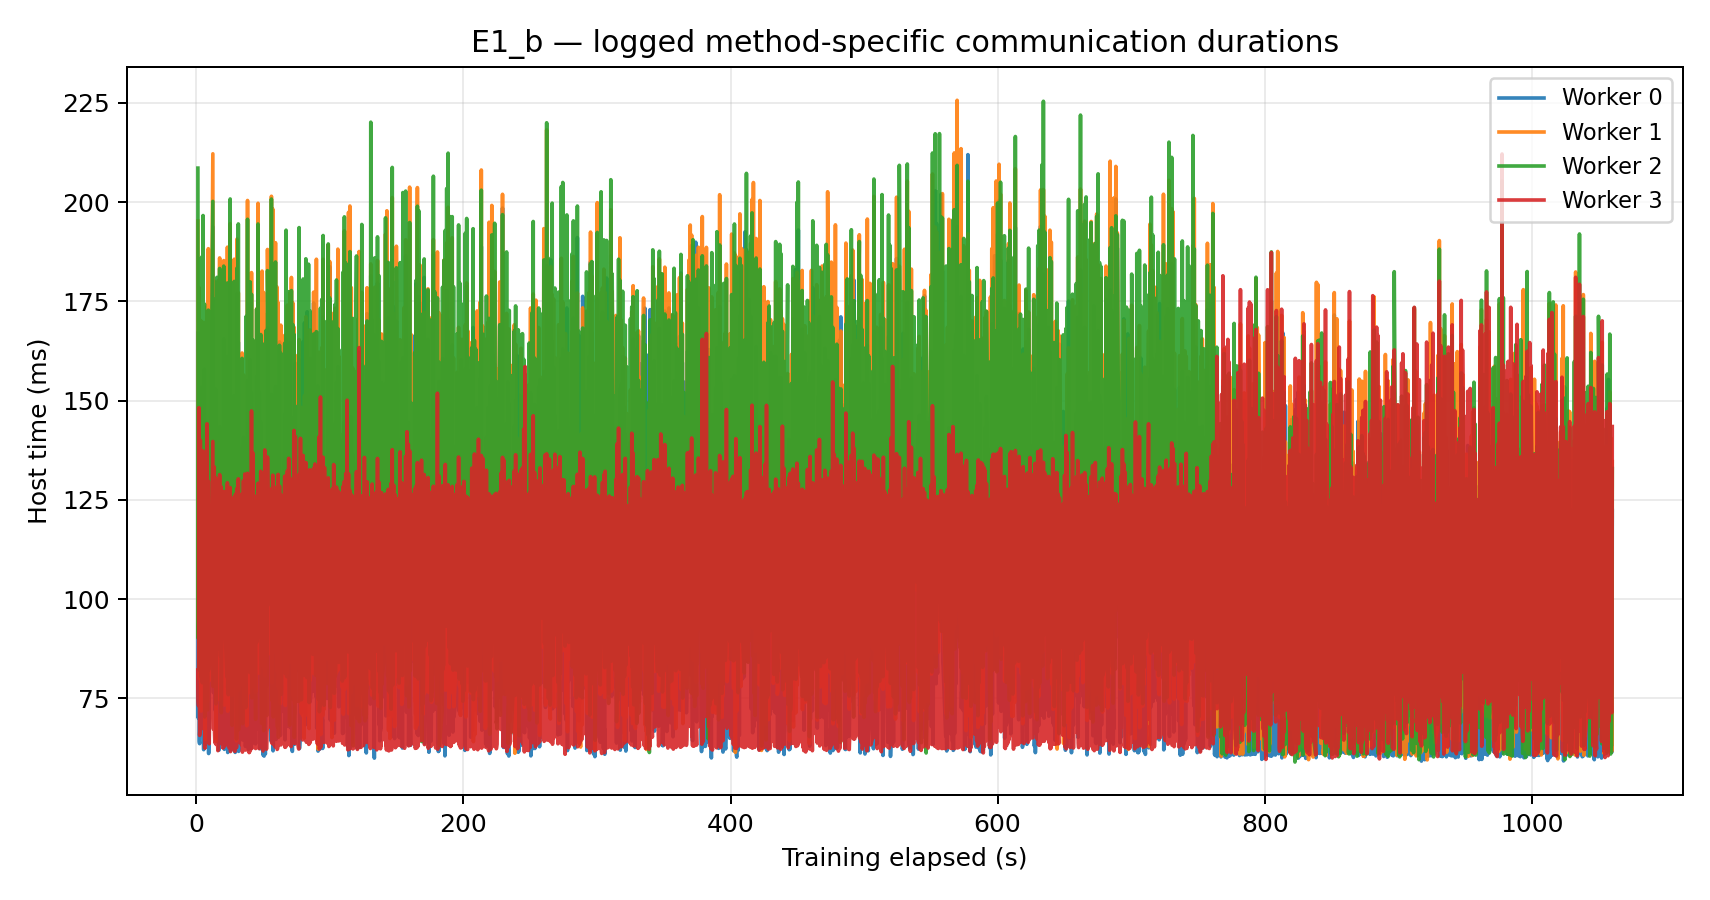 E1_b — logged method-specific communication durations
225
200
175
150
125
100
75
Host time (ms)
Worker 0
Worker 1
Worker 2
Worker 3
0
200
400
600
800
1000
Training elapsed (s)